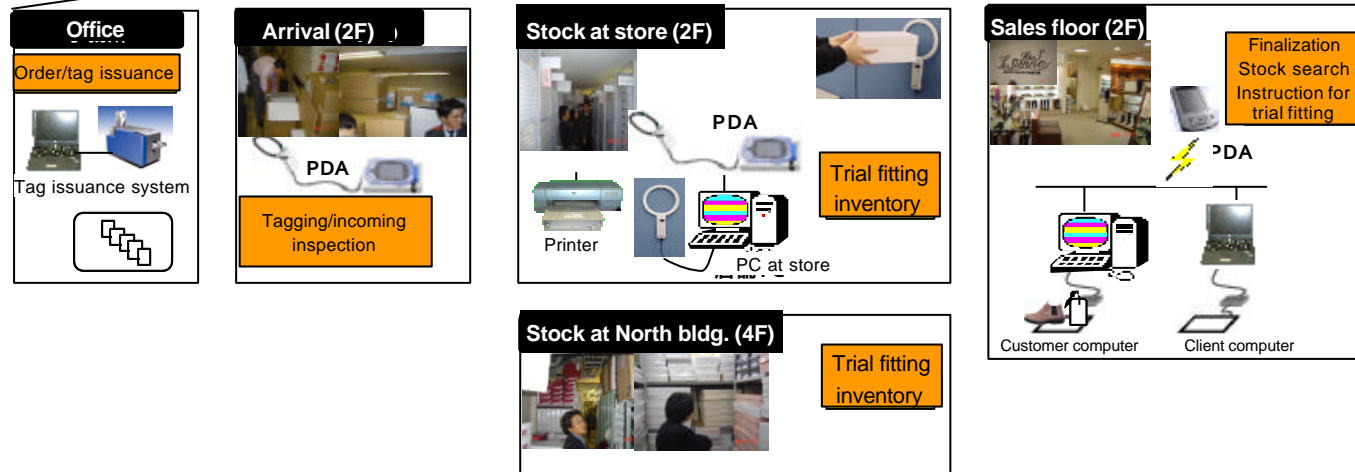 Office
Order/tag issuance
Tag issuance system
Arrival (2F)
PDA
Tagging/incoming
inspection
Stock at store (2F)
PDA
Trial fitting
inventory
Printer
PC at store
Stock at North bldg. (4F)
Trial fitting
inventory
Sales floor (2F)
Finalization
Stock search
Instruction for
trial fitting
PDA
Customer computer
Client computer